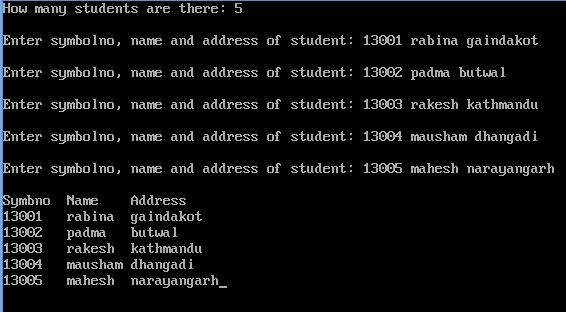 How many students are there: 5
Enter symbolno, name and address of student: 13001 rabina gaindakot
Enter symbolno, name and address of student: 13002 padma butwal
Enter symbolno, name and address of student: 13003 rakesh kathmandu
Enter symbolno, name and address of student: 13004 mausham dhangadi
Enter symbolno, name and address of student: 13005 mahesh narayangarh
Symbno Name Address
13001 rabina gaindakot
13002 padma butwal
13003 rakesh kathmandu
13004 mausham dhangadi
13005 mahesh narayangarh_